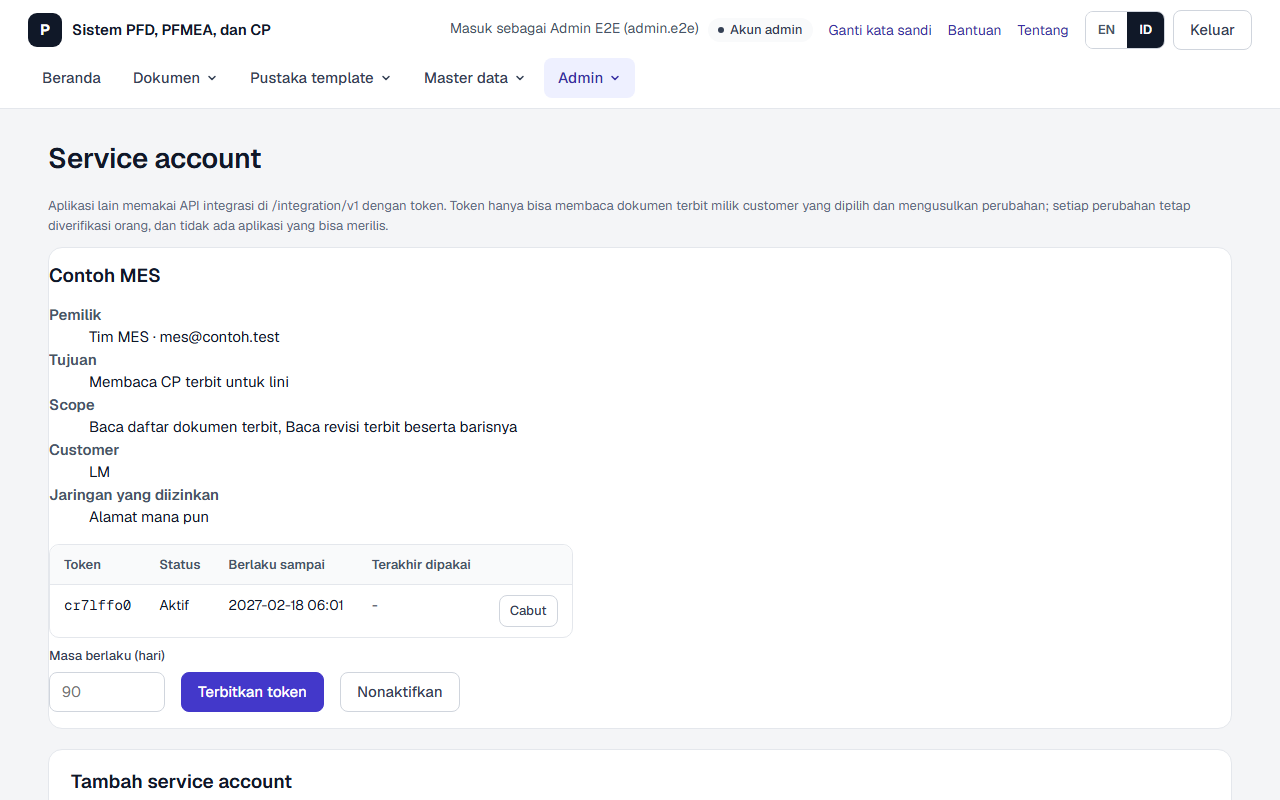 P Sistem PFD, PFMEA, dan CP Masuk sebagai Admin E2E (admin.e2e) Akun admin Ganti kata sandi Bantuan Tentang EN ID Keluar
Beranda Dokumen Pustaka template Master data Admin
Service account
Aplikasi lain memakai API integrasi di /integration/v1 dengan token. Token hanya bisa membaca dokumen terbit milik customer yang dipilih dan mengusulkan perubahan; setiap perubahan tetap
diverifikasi orang, dan tidak ada aplikasi yang bisa merilis.
Contoh MES
Pemilik
Tim MES · mes@contoh.test
Tujuan
Membaca CP terbit untuk lini
Scope
Baca daftar dokumen terbit, Baca revisi terbit beserta barisnya
Customer
LM
Jaringan yang diizinkan
Alamat mana pun
Token Status Berlaku sampai Terakhir dipakai
cr7lffo0 Aktif 2027-02-18 06:01 - Cabut
Masa berlaku (hari)
90 Terbitkan token Nonaktifkan
Tambah service account